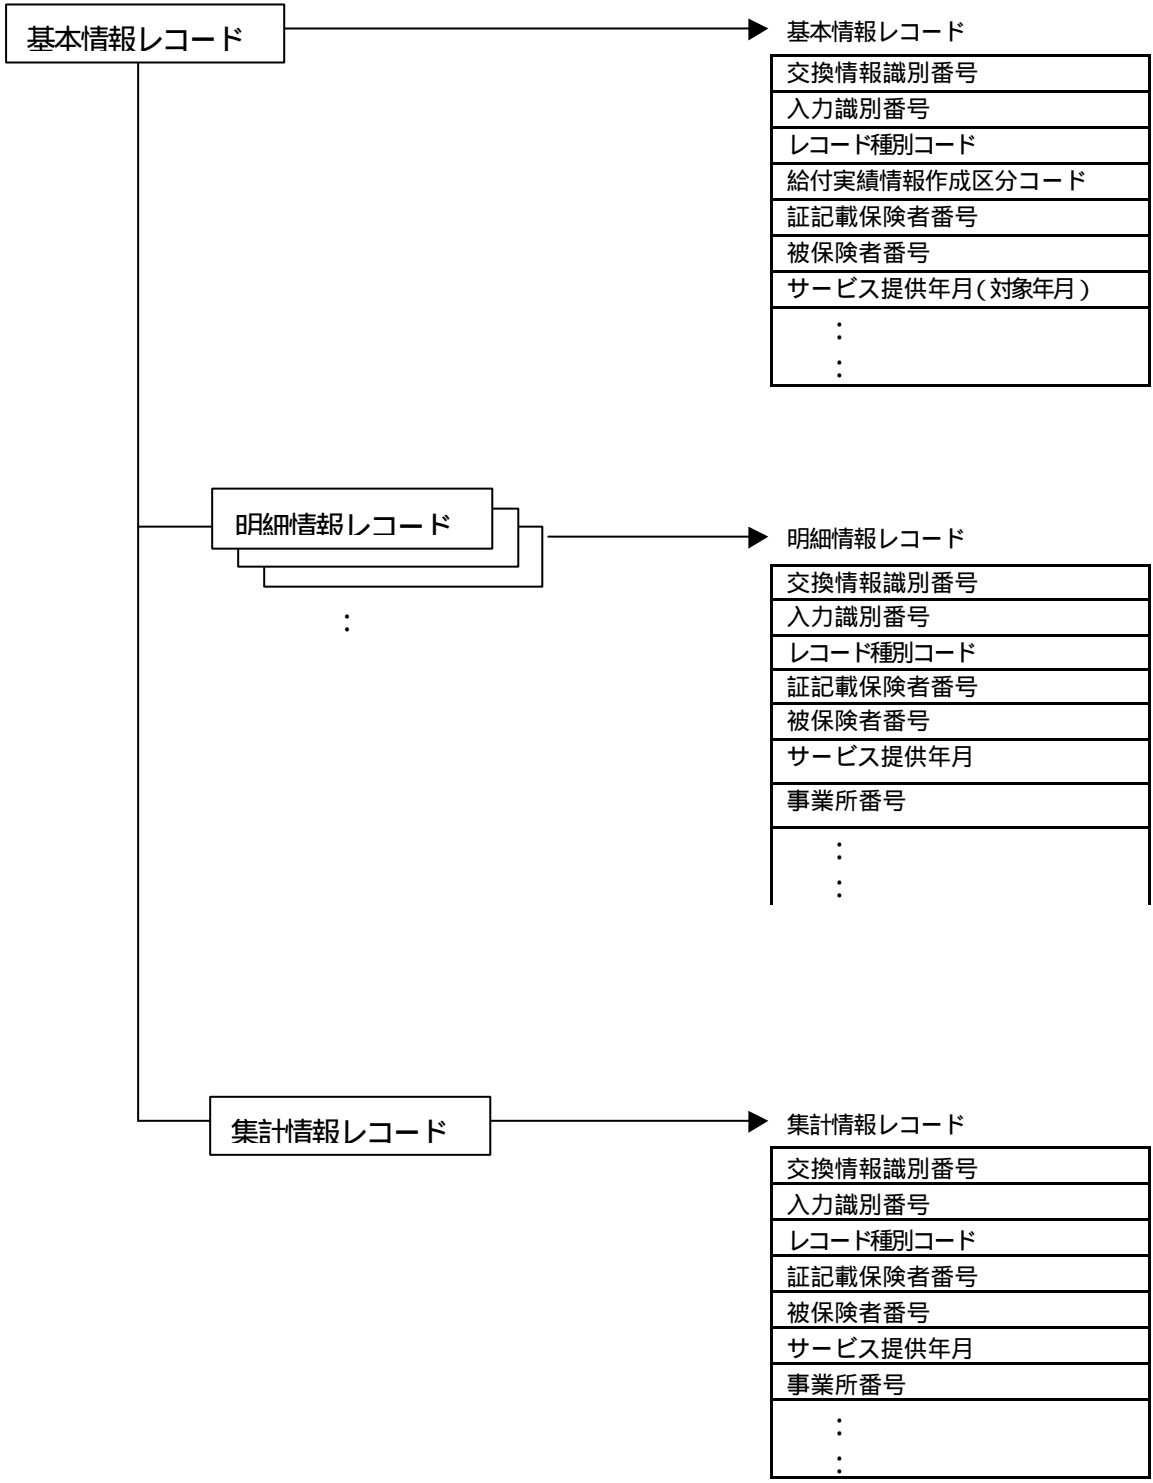 基本情報レコード
基本情報レコード
交換情報識別番号
入力識別番号
レコード種別コード
給付実績情報作成区分コード
証記載保険者番号
被保険者番号
サービス提供年月(対象年月)
:
:
明細情報レコード
:
明細情報レコード
交換情報識別番号
入力識別番号
レコード種別コード
証記載保険者番号
被保険者番号
サービス提供年月
事業所番号
:
:
集計情報レコード
集計情報レコード
交換情報識別番号
入力識別番号
レコード種別コード
証記載保険者番号
被保険者番号
サービス提供年月
事業所番号
:
: